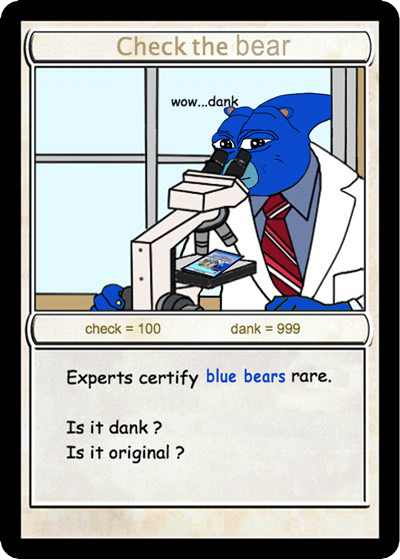 Check the bear
wow...dank
check = 100 dank = 999
Experts certify blue bears rare.
Is it dank ?
Is it original ?